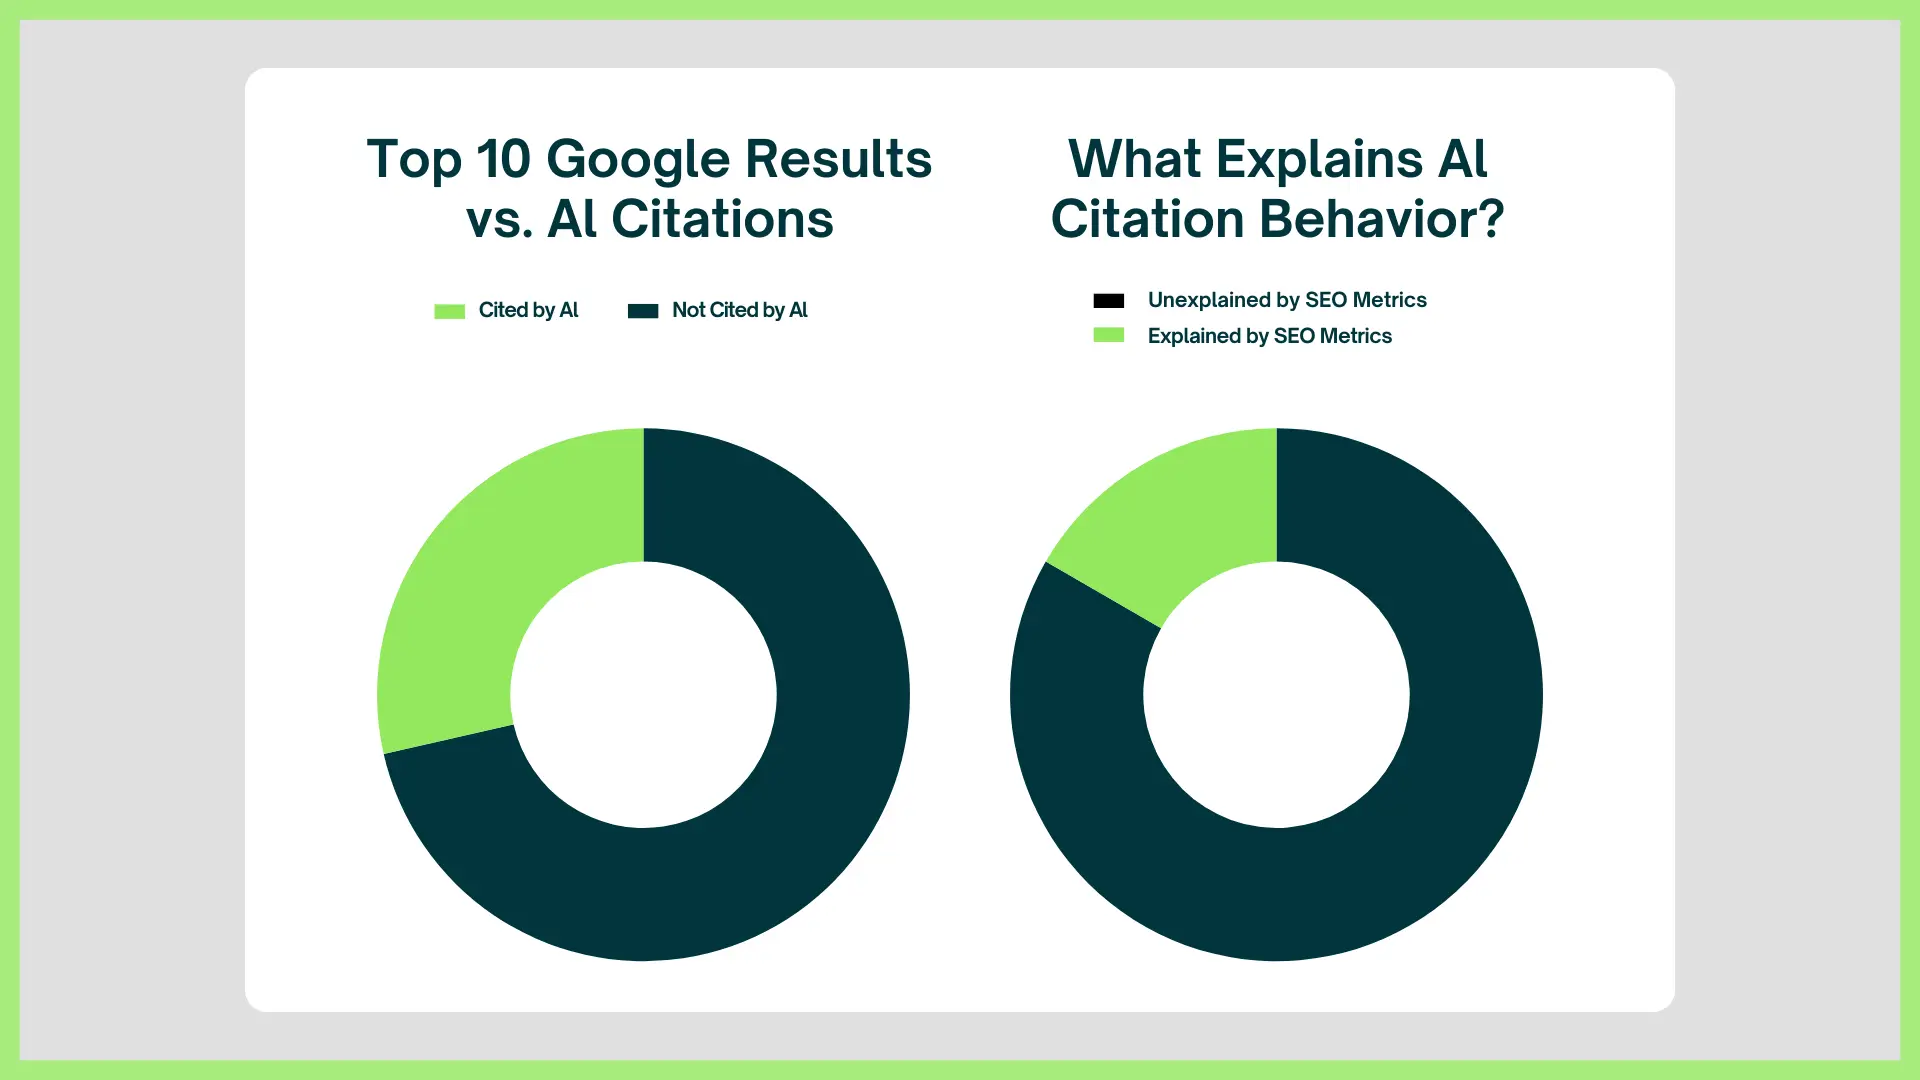 Top 10 Google Results
vs. AI Citations
Cited by AI
Not Cited by AI
What Explains AI
Citation Behavior?
Unexplained by SEO Metrics
Explained by SEO Metrics